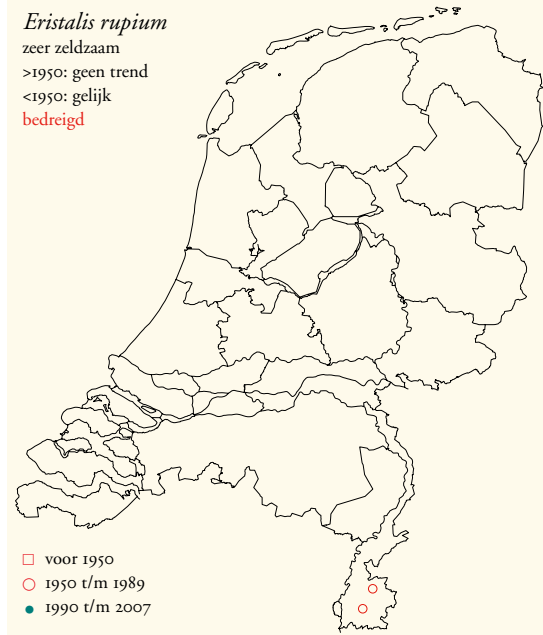 Eristalis rupium
zeer zeldzaam
>1950: geen trend
<1950: gelijk
bedreigd
voor 1950
1950 t/m 1989
1990 t/m 2007